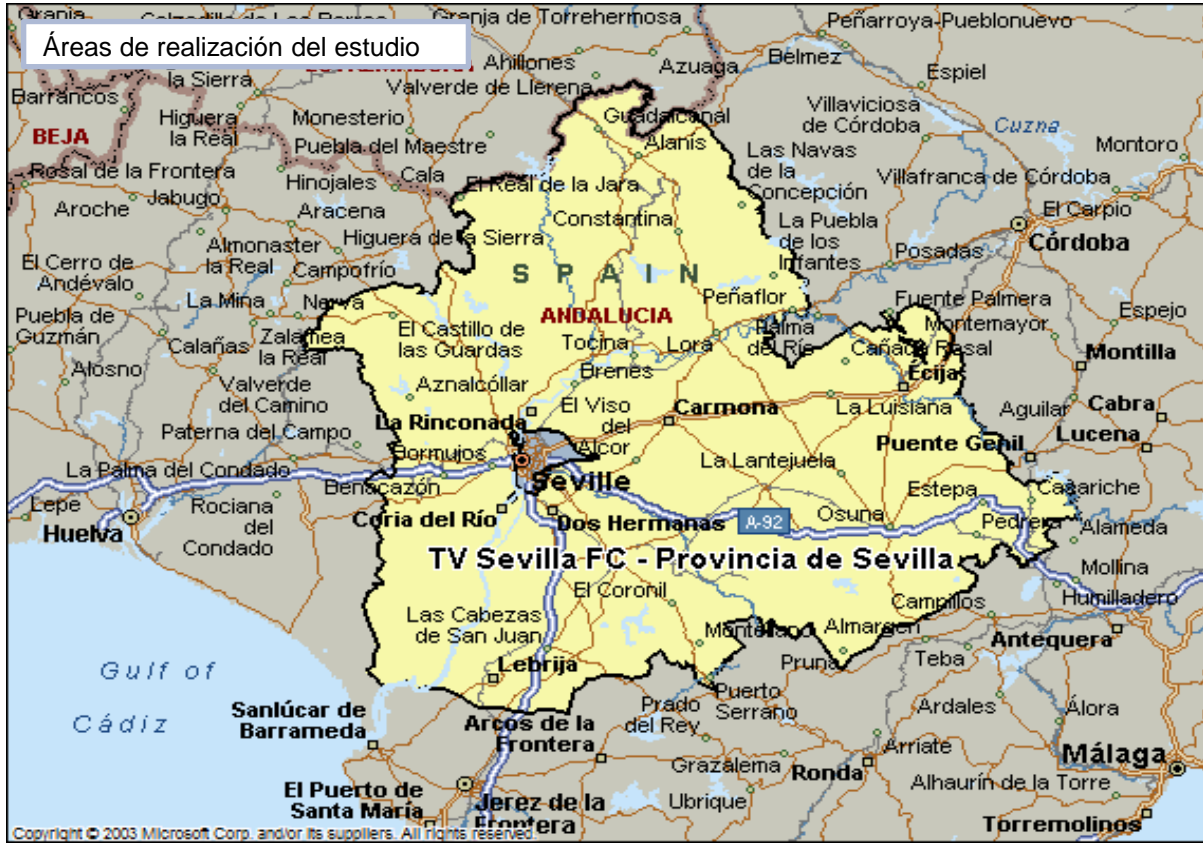 Áreas de realización del estudio
Granja de Torrehermosa
Peñarroya-Pueblonuevo
Ahillones
Azuaga
Bélmez
Espiel
la Sierra
Valverde de Llerena
Barrancos
Higuera
la Real
Monesterio
Guadalcanal
Villaviciosa
de Córdoba
Cuzna
BEJA
Puebla del Maestre
Alanis
Montoro
Las Navas
de la
Concepción
Rosal de la Frontera
Hinojales
Cala
El Real de la Jara
Villafranca de Córdoba
Aroche
Jabugo
Aracena
Constantina
El Carpio
La Puebla
de los
Infantes
Almonaster
la Real
Higuera de la Sierra
Posadas
Córdoba
El Cerro de
Andévalo
Campofrío
SPAIN
La Mina
Nerva
Peñaflor
Fuente Palmera
Puebla de
Guzmán
El Castillo de
las Guardas
ANDALUCIA
Espejo
Calañas
Zalamea
la Real
Tocina
Lora
Palma
del Río
Montemayor
Cañada Rosal
Montilla
Alosno
Brenes
Ecija
Valverde
del Camino
Aznalcóllar
La Rinconada
El Viso
del
Alcor
Carmona
La Luisiana
Aguilar
Cabra
Paterna del Campo
Puente Genil
Lucena
La Palma del Condado
Bormujos
La Lantejuela
Benacazón
Seville
Estepa
Casariche
Lepe
Rociana
del
Condado
Huelva
Coria del Río
Dos Hermanas
A-92
Osuna
Pedrera
Alameda
TV Sevilla FC - Provincia de Sevilla
Mollina
El Coronil
Humilladero
Las Cabezas
de San Juan
Campillos
Montellano
Almargen
Antequera
Gulf of
Cádiz
Lebrija
Pruna
Teba
Puerto
Serrano
Sanlúcar de
Barrameda
Arcos de la
Frontera
Prado
del Rey
Ardales
Álora
Arriate
Málaga
Grazalema
Ronda
El Puerto de
Santa María
Jerez de la
Frontera
Ubrique
Alhaurín de la Torre
Torremolinos
Copyright © 2003 Microsoft Corp. and/or its suppliers. All rights reserved.